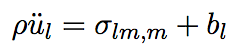 ρü_l = σ_{lm,m} + b_l